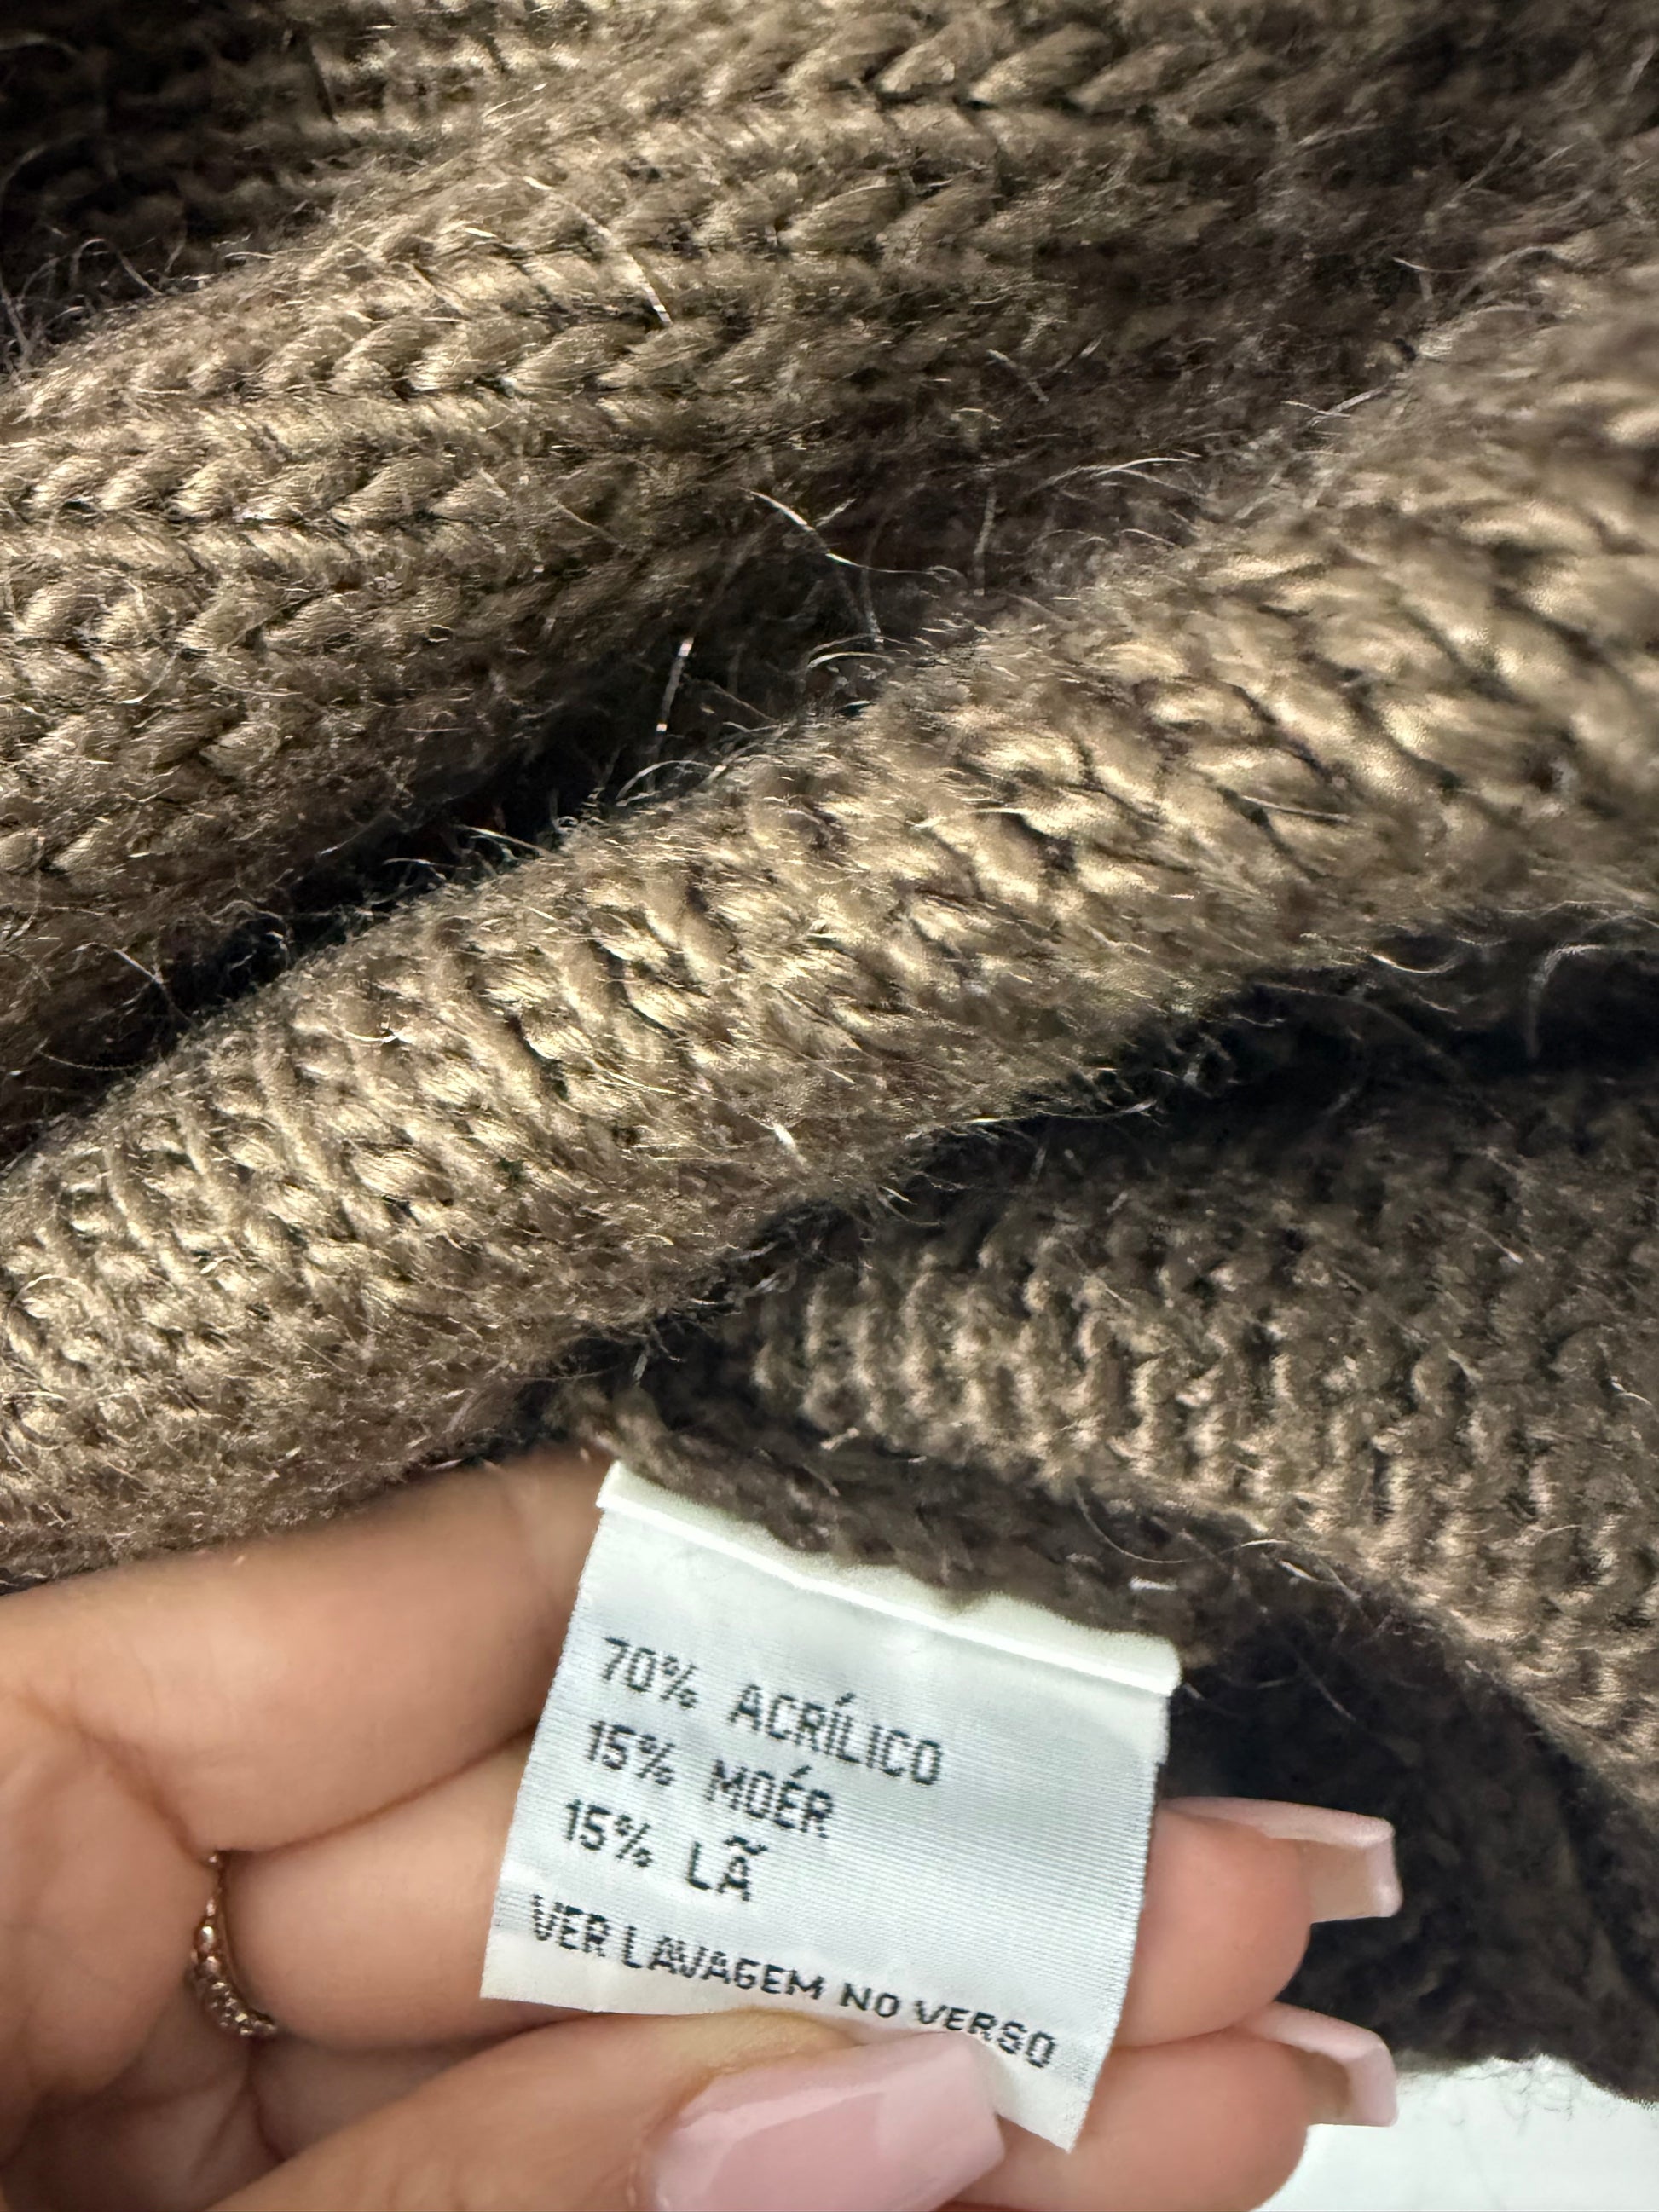 70% ACRÍLICO
15% MOÉR
15% LÃ
VER LAVAGEM NO VERSO